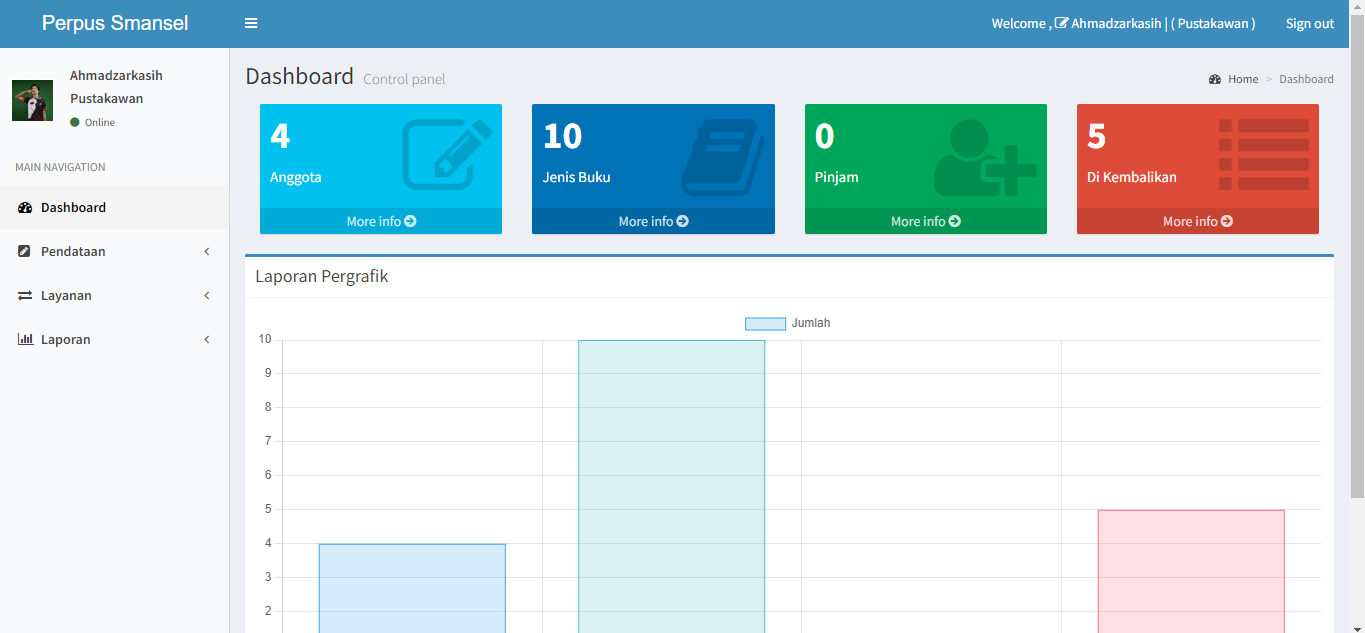 Perpus Smansel
Welcome , Ahmadzarkasih | ( Pustakawan )
Sign out
Ahmadzarkasih
Pustakawan
Online
MAIN NAVIGATION
Dashboard
Pendataan
Layanan
Laporan
Dashboard Control panel
Home > Dashboard
4
Anggota
More info
10
Jenis Buku
More info
0
Pinjam
More info
5
Di Kembalikan
More info
Laporan Pergrafik
Jumlah
10
9
8
7
6
5
4
3
2